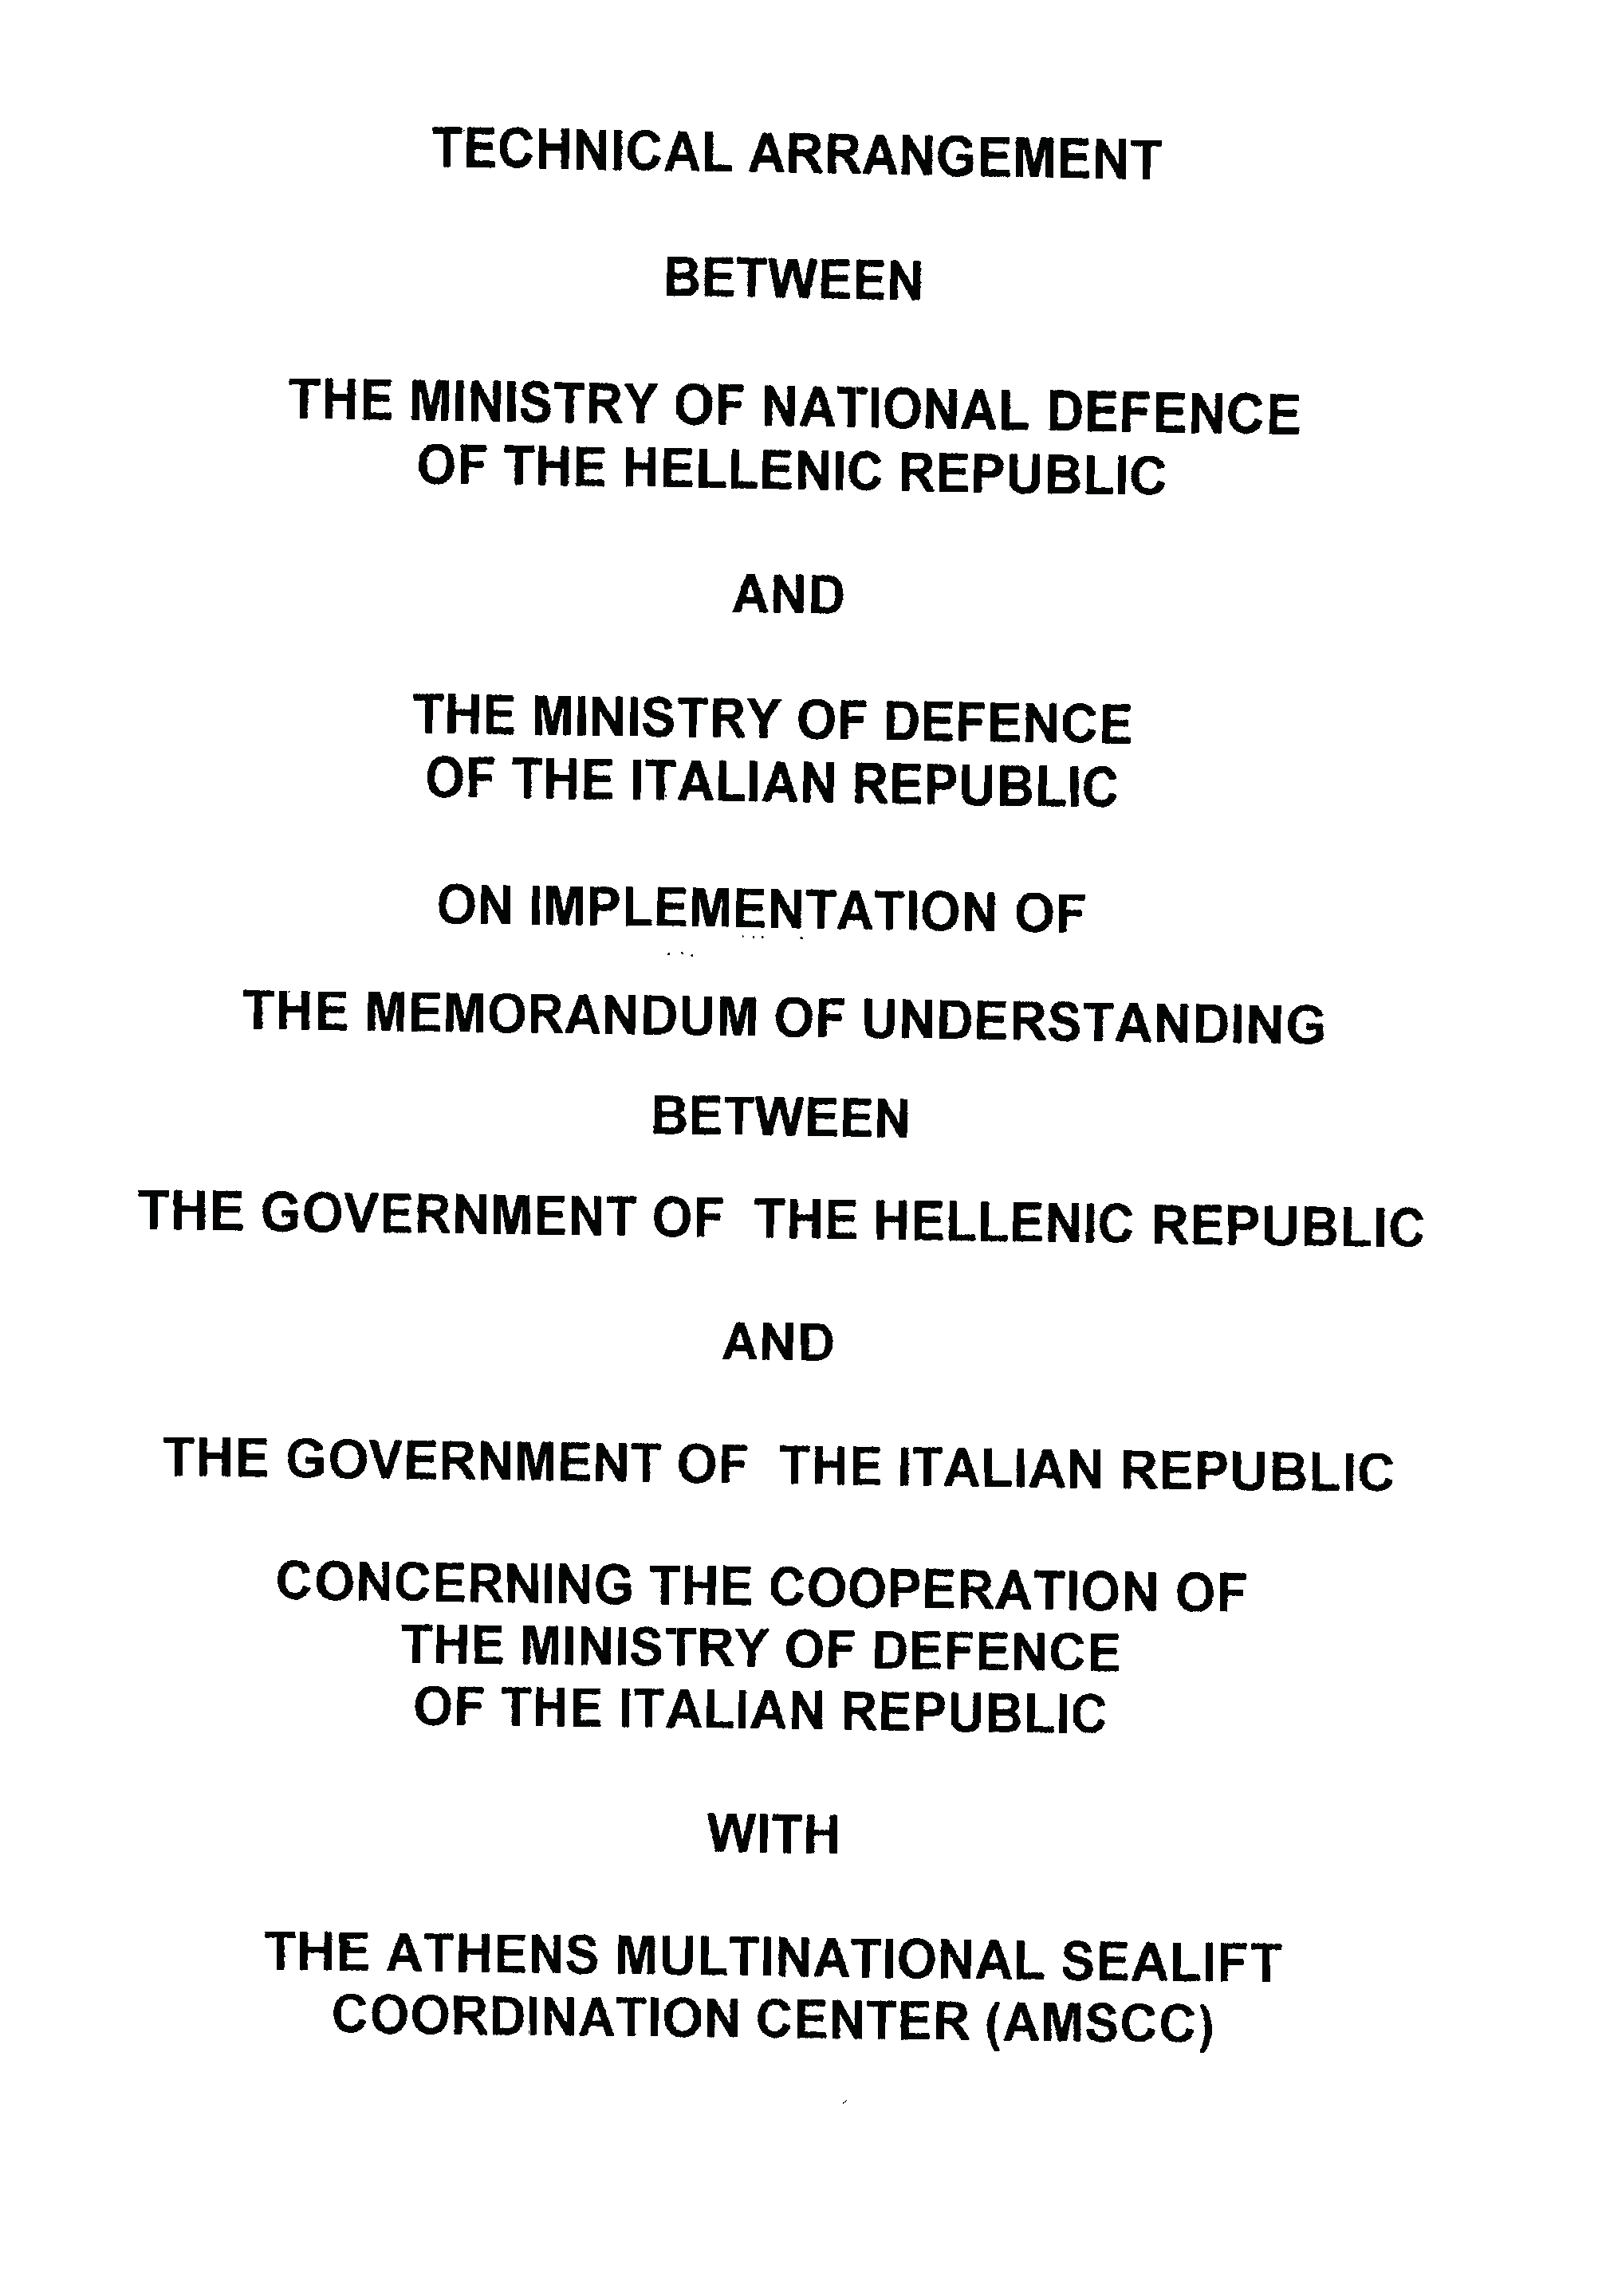 TECHNICAL ARRANGEMENT
BETWEEN
THE MINISTRY OF NATIONAL DEFENCE
OF THE HELLENIC REPUBLIC
AND
THE MINISTRY OF DEFENCE
OF THE ITALIAN REPUBLIC
ON IMPLEMENTATION OF
THE MEMORANDUM OF UNDERSTANDING
BETWEEN
THE GOVERNMENT OF THE HELLENIC REPUBLIC
AND
THE GOVERNMENT OF THE ITALIAN REPUBLIC
CONCERNING THE COOPERATION OF
THE MINISTRY OF DEFENCE
OF THE ITALIAN REPUBLIC
WITH
THE ATHENS MULTINATIONAL SEALIFT
COORDINATION CENTER (AMSCC)